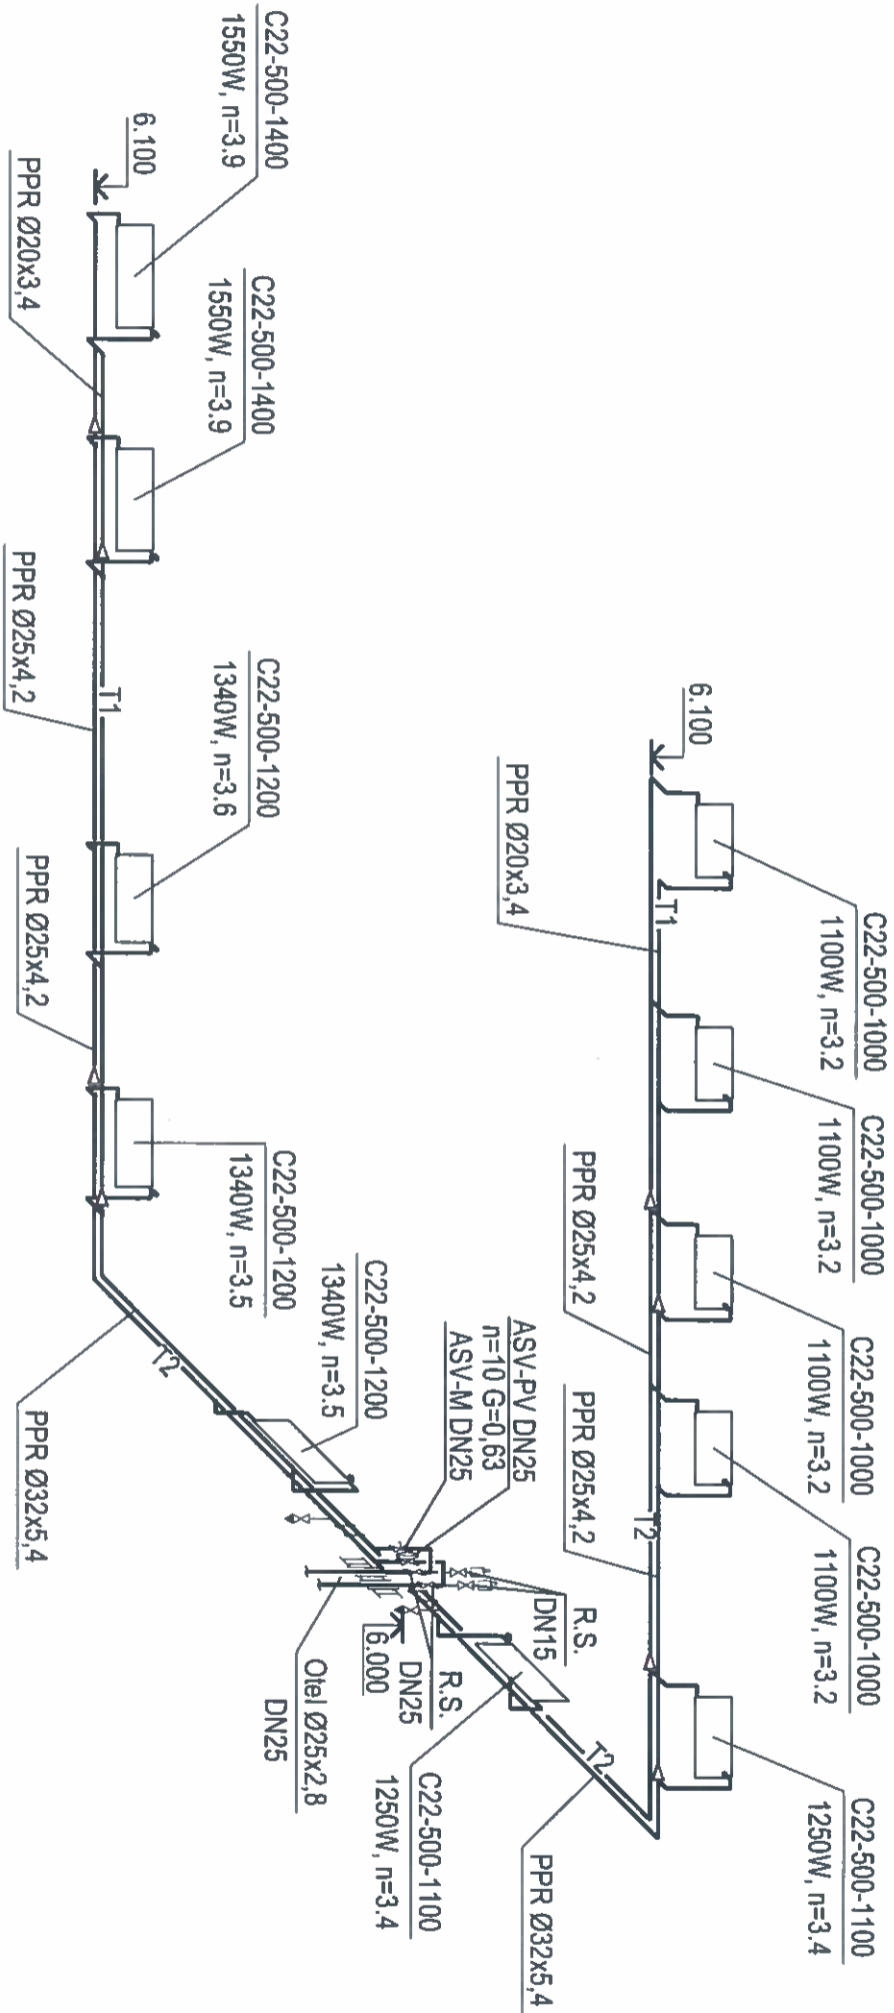 C22-500-1000
1100W, n=3.2
C22-500-1000
1100W, n=3.2
C22-500-1000
1100W, n=3.2
C22-500-1000
1100W, n=3.2
C22-500-1100
1250W, n=3.4
6.100
T1
T2
PPR Ø20x3,4
PPR Ø25x4,2
PPR Ø25x4,2
PPR Ø32x5,4
T2
R.S.
DN15
C22-500-1100
1250W, n=3.4
ASV-PV DN25
n=10 G=0,63
ASV-M DN25
R.S.
DN25
6.000
Otel Ø25x2,8
DN25
C22-500-1400
1550W, n=3.9
C22-500-1400
1550W, n=3.9
C22-500-1200
1340W, n=3.6
C22-500-1200
1340W, n=3.5
C22-500-1200
1340W, n=3.5
6.100
T1
T2
PPR Ø20x3,4
PPR Ø25x4,2
PPR Ø25x4,2
PPR Ø32x5,4